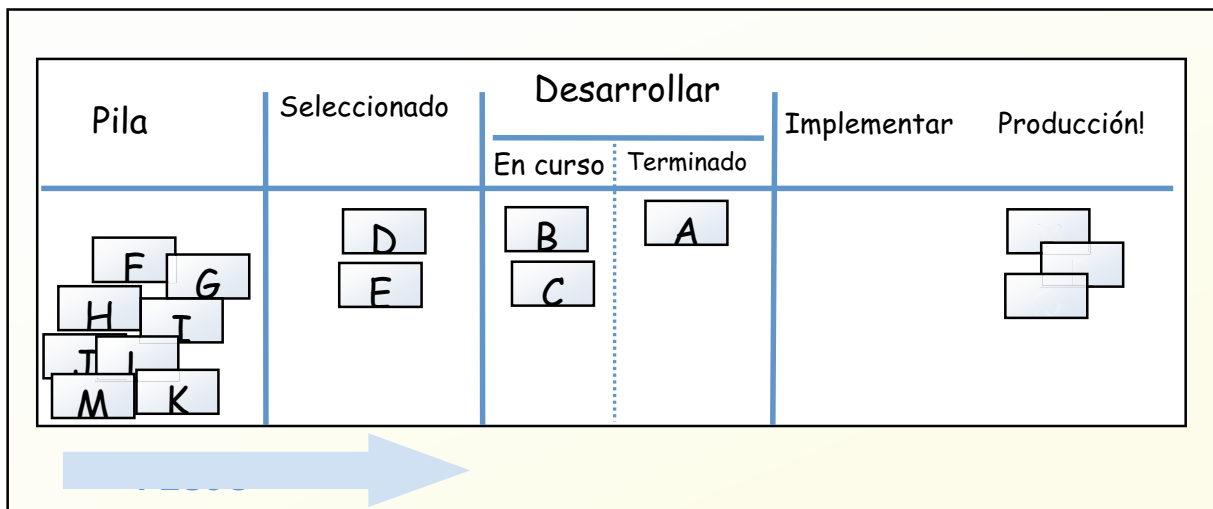 Pila
Seleccionado
Desarrollar
Implementar
Producción!
En curso
Terminado
D
B
A
E
C
F
G
H
I
J
M
K